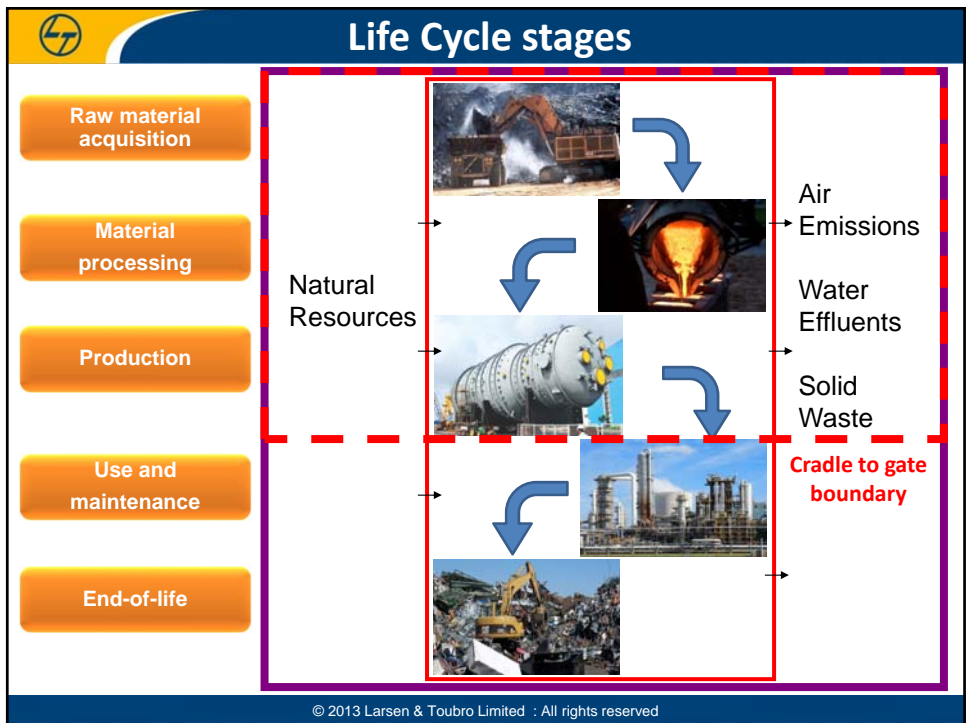 Life Cycle stages
Raw material
acquisition
Material
processing
Production
Use and
maintenance
End-of-life
Natural
Resources
Air
Emissions
Water
Effluents
Solid
Waste
Cradle to gate
boundary
© 2013 Larsen & Toubro Limited : All rights reserved